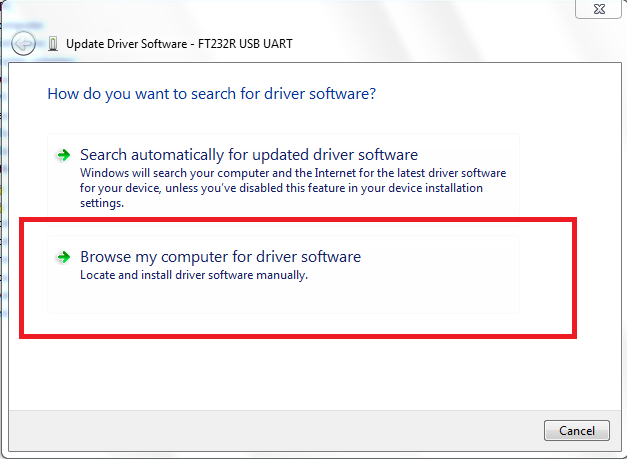 Update Driver Software - FT232R USB UART
How do you want to search for driver software?
Search automatically for updated driver software
Windows will search your computer and the Internet for the latest driver software
for your device, unless you've disabled this feature in your device installation
settings.
Browse my computer for driver software
Locate and install driver software manually.
Cancel